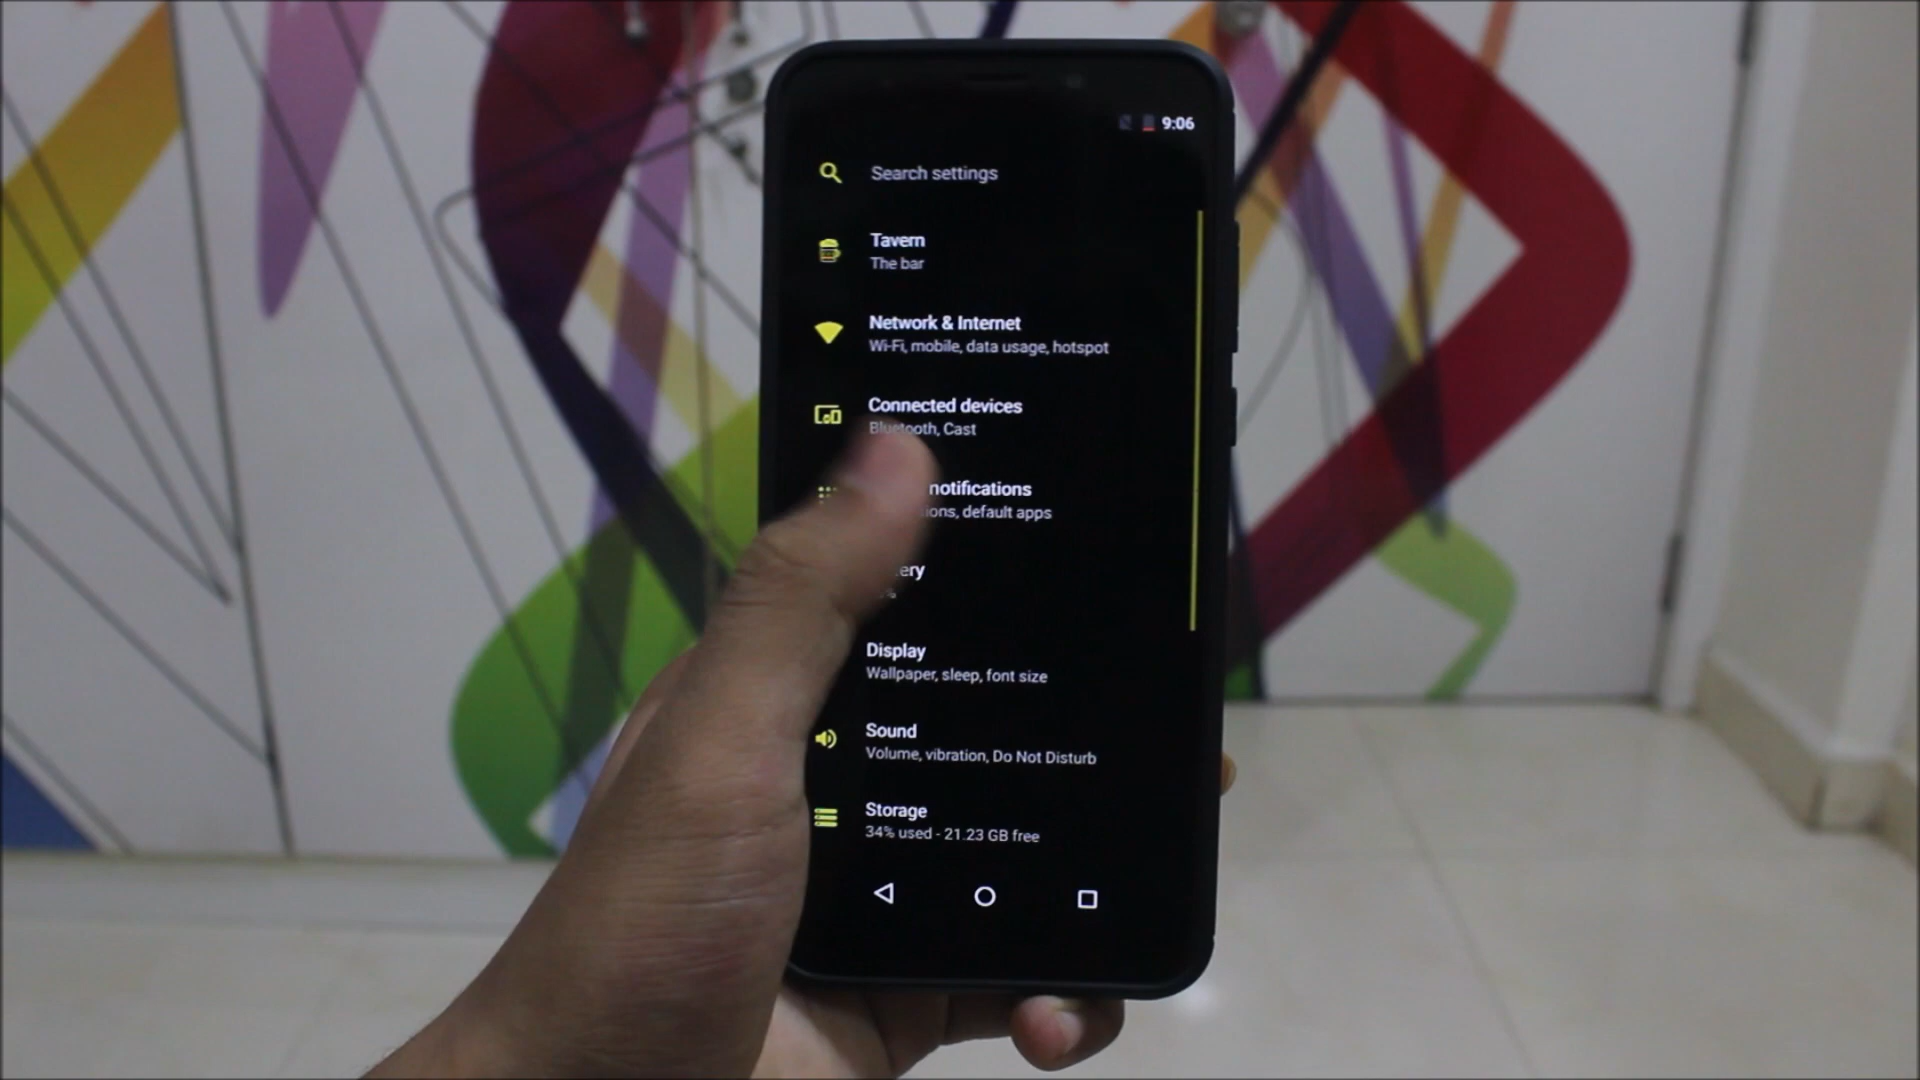 9:06
Search settings
Tavern
The bar
Network & Internet
Wi-Fi, mobile, data usage, hotspot
Connected devices
Bluetooth, Cast
notifications
default apps
Display
Wallpaper, sleep, font size
Sound
Volume, vibration, Do Not Disturb
Storage
34% used - 21.23 GB free